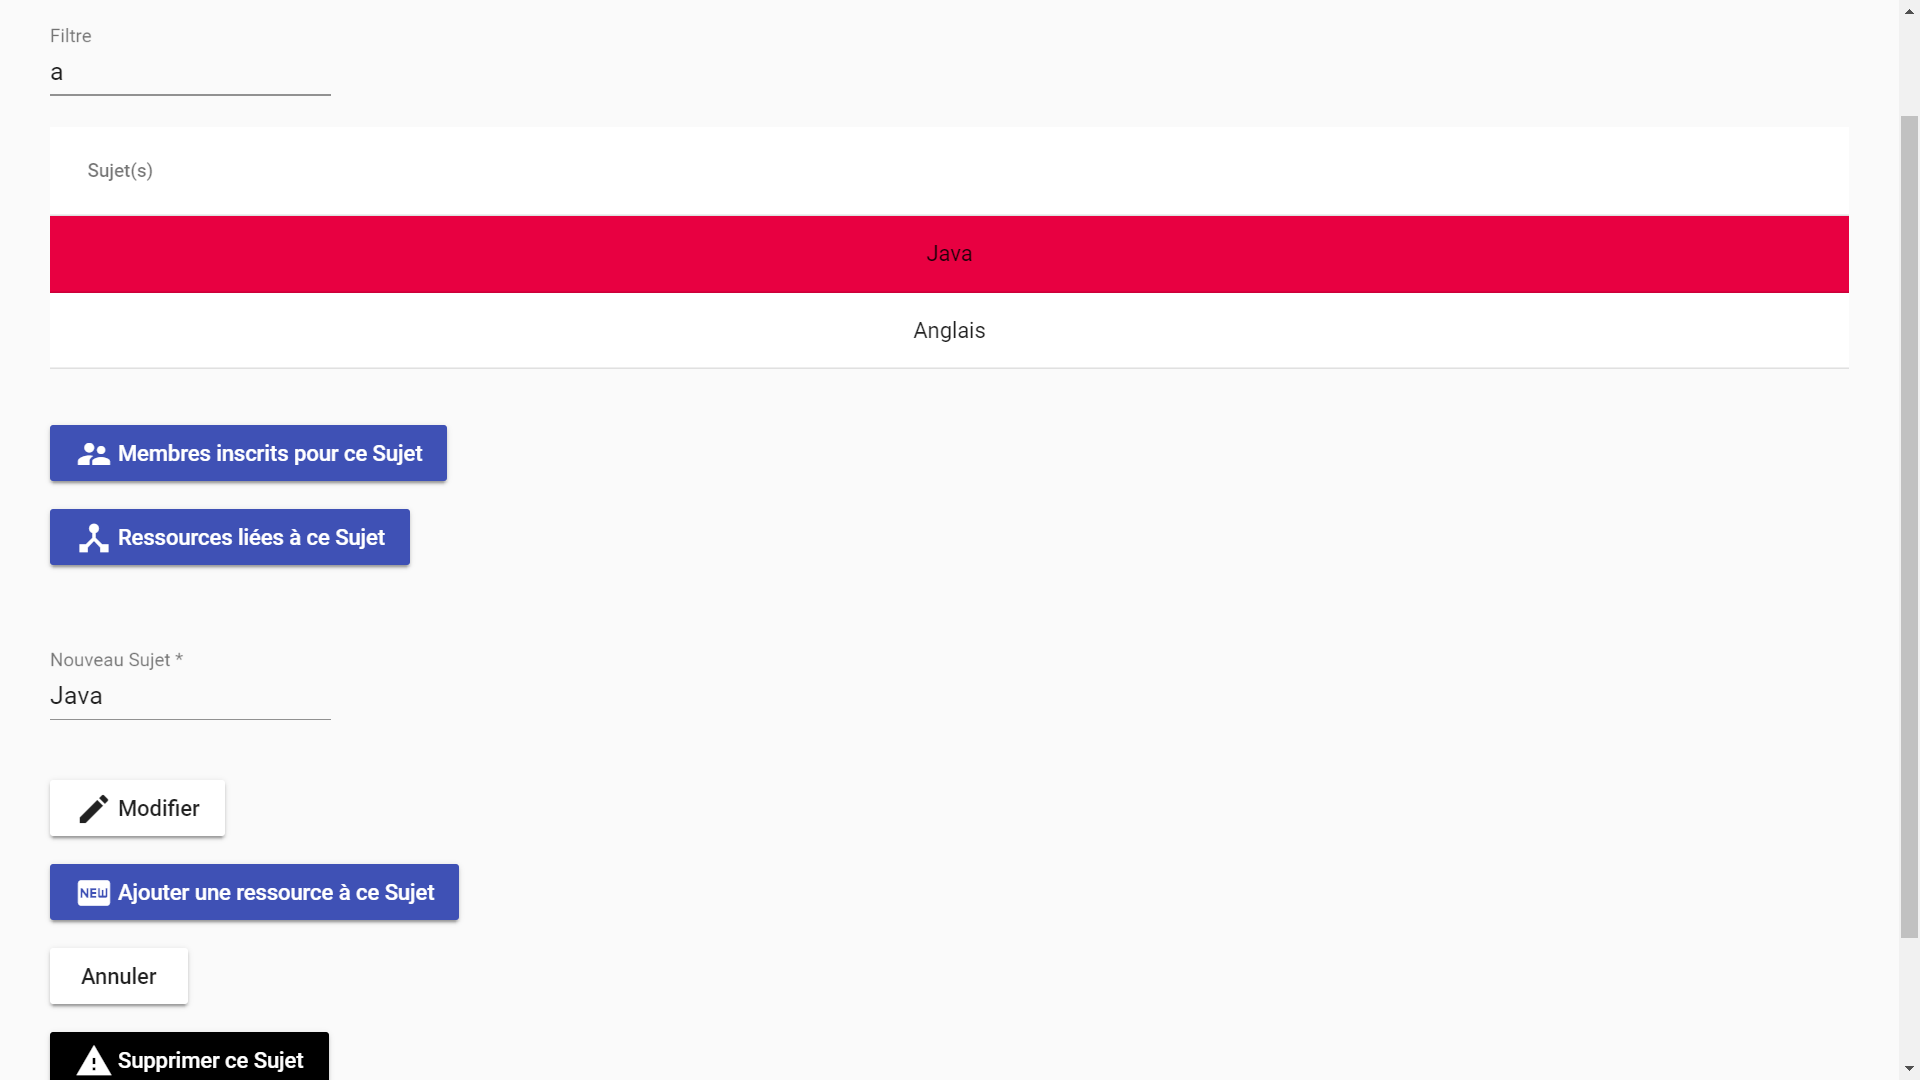 Filtre
a
Sujet(s)
Java
Anglais
Membres inscrits pour ce Sujet
Ressources liées à ce Sujet
Nouveau Sujet *
Java
Modifier
NEW Ajouter une ressource à ce Sujet
Annuler
Supprimer ce Sujet